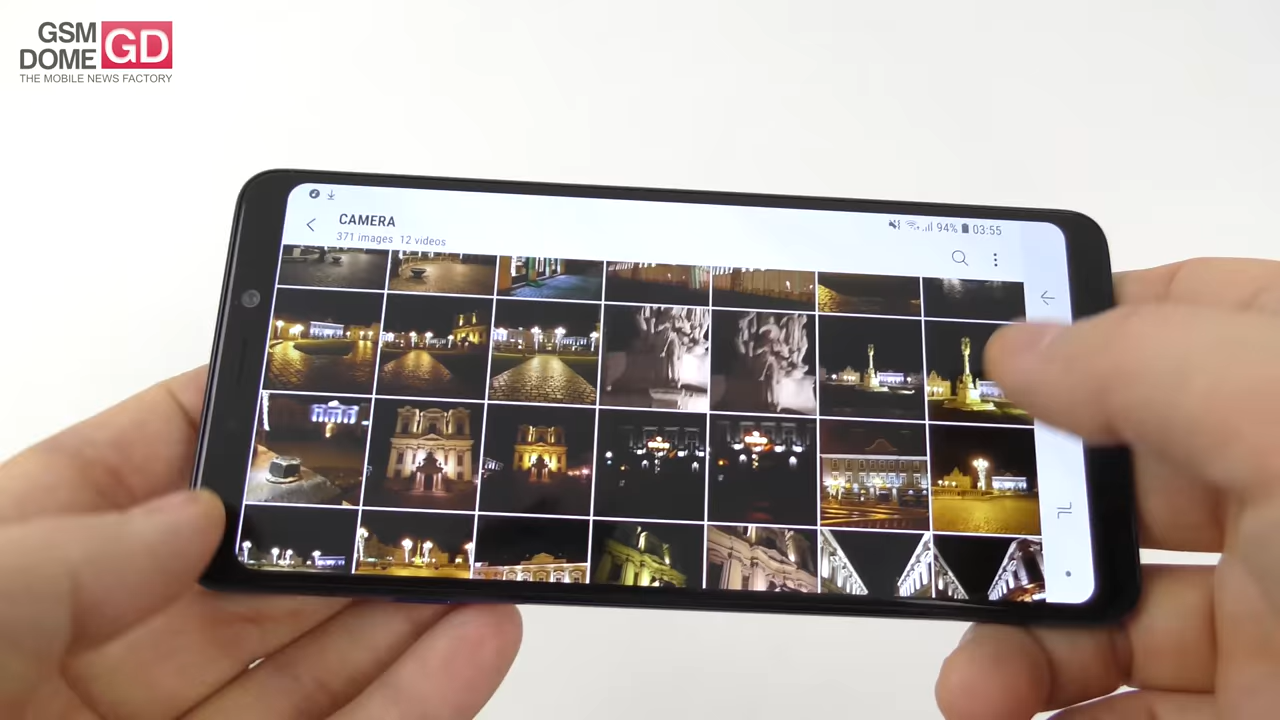 GSM
DOME GD
THE MOBILE NEWS FACTORY
CAMERA
371 images 12 videos
94% 03:55